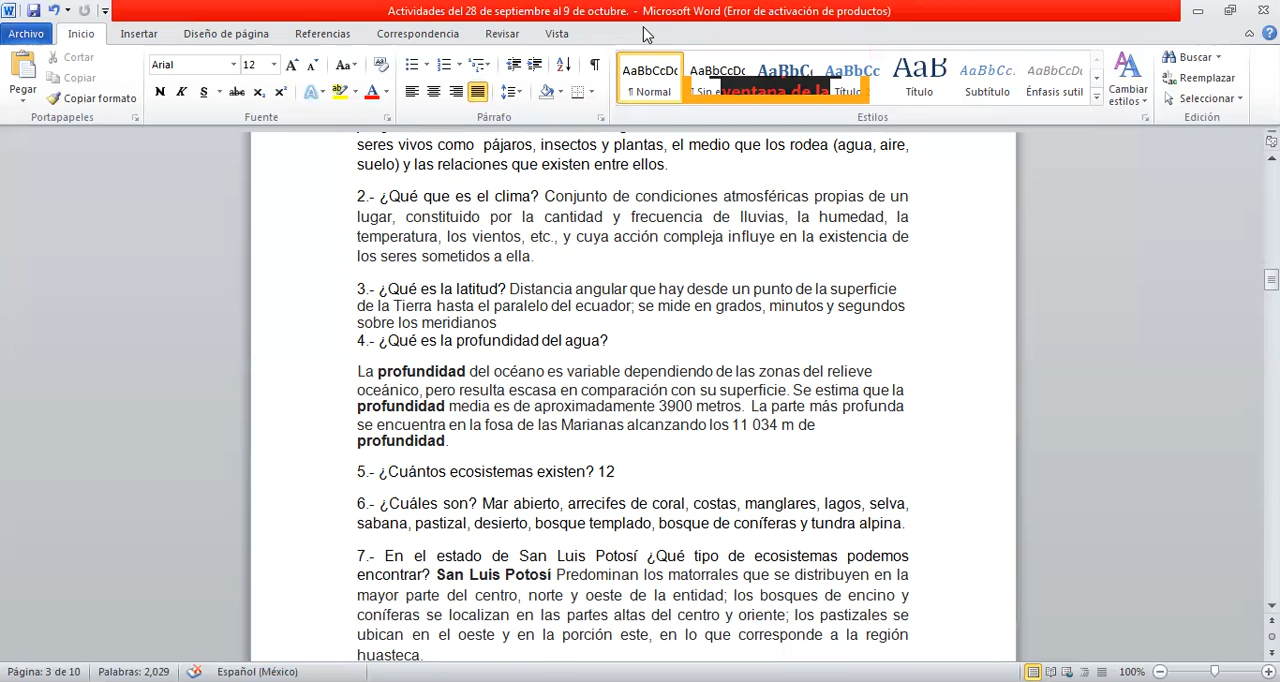 Actividades del 28 de septiembre al 9 de octubre. - Microsoft Word (Error de activación de productos)
Archivo Inicio Insertar Diseño de página Referencias Correspondencia Revisar Vista
Pegar
Cortar
Copiar
Copiar formato
Portapapeles
Arial 12
Fuente
Párrafo
AaBbCcDc AaBbCcDc AaBbC AaBbCc AaB AaBbCc. AaBbCcDc.
¶ Normal ventana de la Título Subtítulo Énfasis sutil
Estilos
Cambiar
estilos
Buscar
Reemplazar
Seleccionar
Edición
seres vivos como pájaros, insectos y plantas, el medio que los rodea (agua, aire,
suelo) y las relaciones que existen entre ellos.
2.- ¿Qué que es el clima? Conjunto de condiciones atmosféricas propias de un
lugar, constituido por la cantidad y frecuencia de lluvias, la humedad, la
temperatura, los vientos, etc., y cuya acción compleja influye en la existencia de
los seres sometidos a ella.
3.- ¿Qué es la latitud? Distancia angular que hay desde un punto de la superficie
de la Tierra hasta el paralelo del ecuador; se mide en grados, minutos y segundos
sobre los meridianos
4.- ¿Qué es la profundidad del agua?
La profundidad del océano es variable dependiendo de las zonas del relieve
oceánico, pero resulta escasa en comparación con su superficie. Se estima que la
profundidad media es de aproximadamente 3900 metros. La parte más profunda
se encuentra en la fosa de las Marianas alcanzando los 11 034 m de
profundidad.
5.- ¿Cuántos ecosistemas existen? 12
6.- ¿Cuáles son? Mar abierto, arrecifes de coral, costas, manglares, lagos, selva,
sabana, pastizal, desierto, bosque templado, bosque de coníferas y tundra alpina.
7.- En el estado de San Luis Potosí ¿Qué tipo de ecosistemas podemos
encontrar? San Luis Potosí Predominan los matorrales que se distribuyen en la
mayor parte del centro, norte y oeste de la entidad; los bosques de encino y
coníferas se localizan en las partes altas del centro y oriente; los pastizales se
ubican en el oeste y en la porción este, en lo que corresponde a la región
huasteca.
Página: 3 de 10 Palabras: 2,029 Español (México) 100%